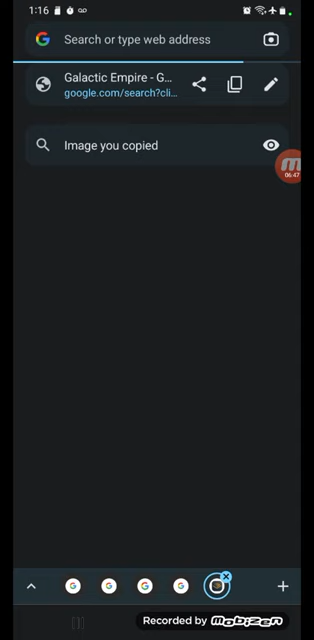 1:16
Search or type web address
Galactic Empire - G...
google.com/search?cli...
Image you copied
06:47
Recorded by mobizen